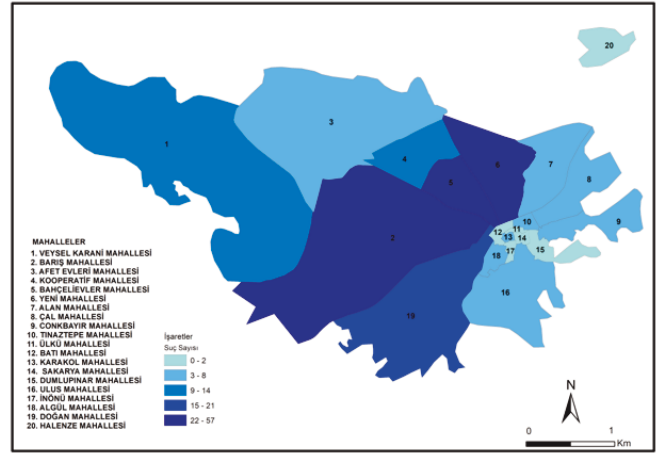 20
3
1
4
7
6
8
5
9
10
11
12
14
13
2
15
17
18
16
19
MAHALLELER
1. VEYSEL KARANİ MAHALLESİ
2. BARIŞ MAHALLESİ
3. AFET EVLERİ MAHALLESİ
4. KOOPERATİF MAHALLESİ
5. BAHÇELİEVLER MAHALLESİ
6. YENİ MAHALLESİ
7. ALAN MAHALLESİ
8. ÇAL MAHALLESİ
9. CONKBAYIR MAHALLESİ
10. TINAZTEPE MAHALLESİ
11. ÜLKÜ MAHALLESİ
12. BATI MAHALLESİ
13. KARAKOL MAHALLESİ
14. SAKARYA MAHALLESİ
15. DUMLUPINAR MAHALLESİ
16. ULUS MAHALLESİ
17. İNÖNÜ MAHALLESİ
18. ALGÜL MAHALLESİ
19. DOĞAN MAHALLESİ
20. HALENZE MAHALLESİ
İşaretler
Suç Sayısı
0 - 2
3 - 8
9 - 14
15 - 21
22 - 57
N
0 1
Km